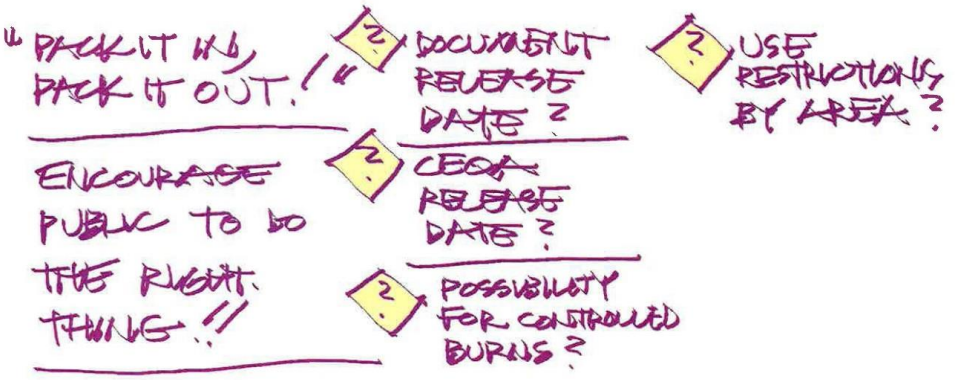 "PACK IT IN,
PACK IT OUT!"
ENCOURAGE
PUBLIC TO DO
THE RIGHT
THING!!
?
DOCUMENT
RELEASE
DATE?
?
CEQA
RELEASE
DATE?
?
POSSIBILITY
FOR CONTROLLED
BURNS?
?
USE
RESTRICTIONS
BY AREA?